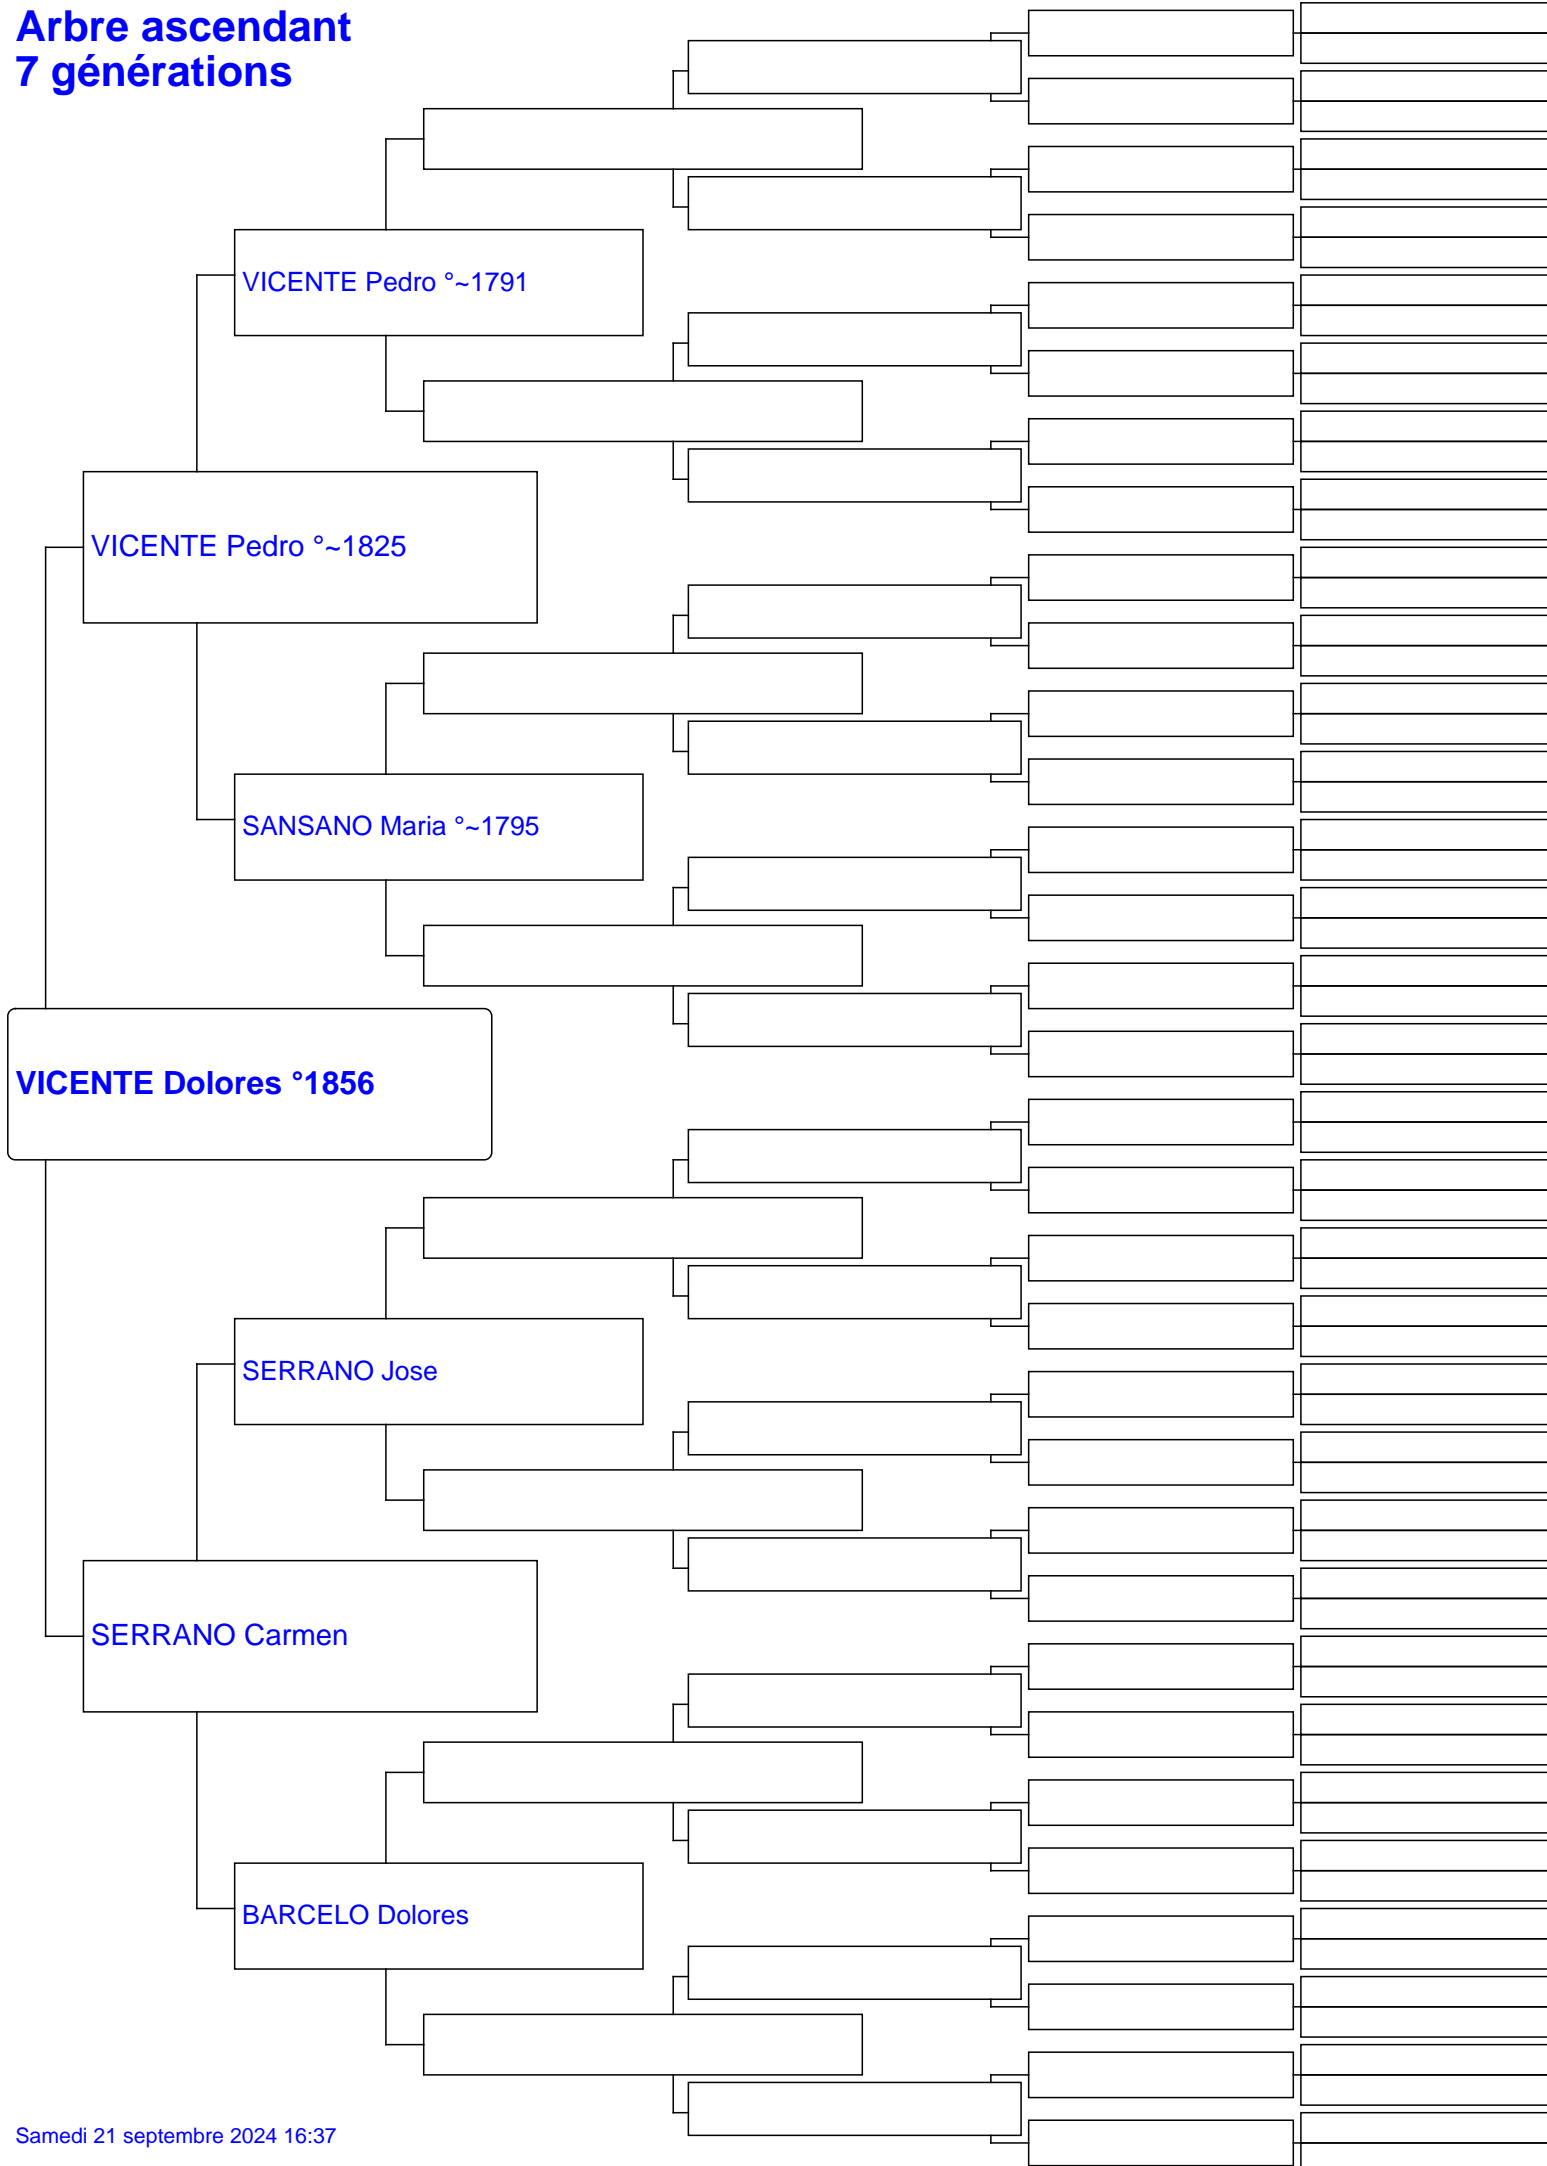 Arbre ascendant
7 générations
VICENTE Pedro °~1791
VICENTE Pedro °~1825
SANSANO Maria °~1795
VICENTE Dolores °1856
SERRANO Jose
SERRANO Carmen
BARCELO Dolores
Samedi 21 septembre 2024 16:37